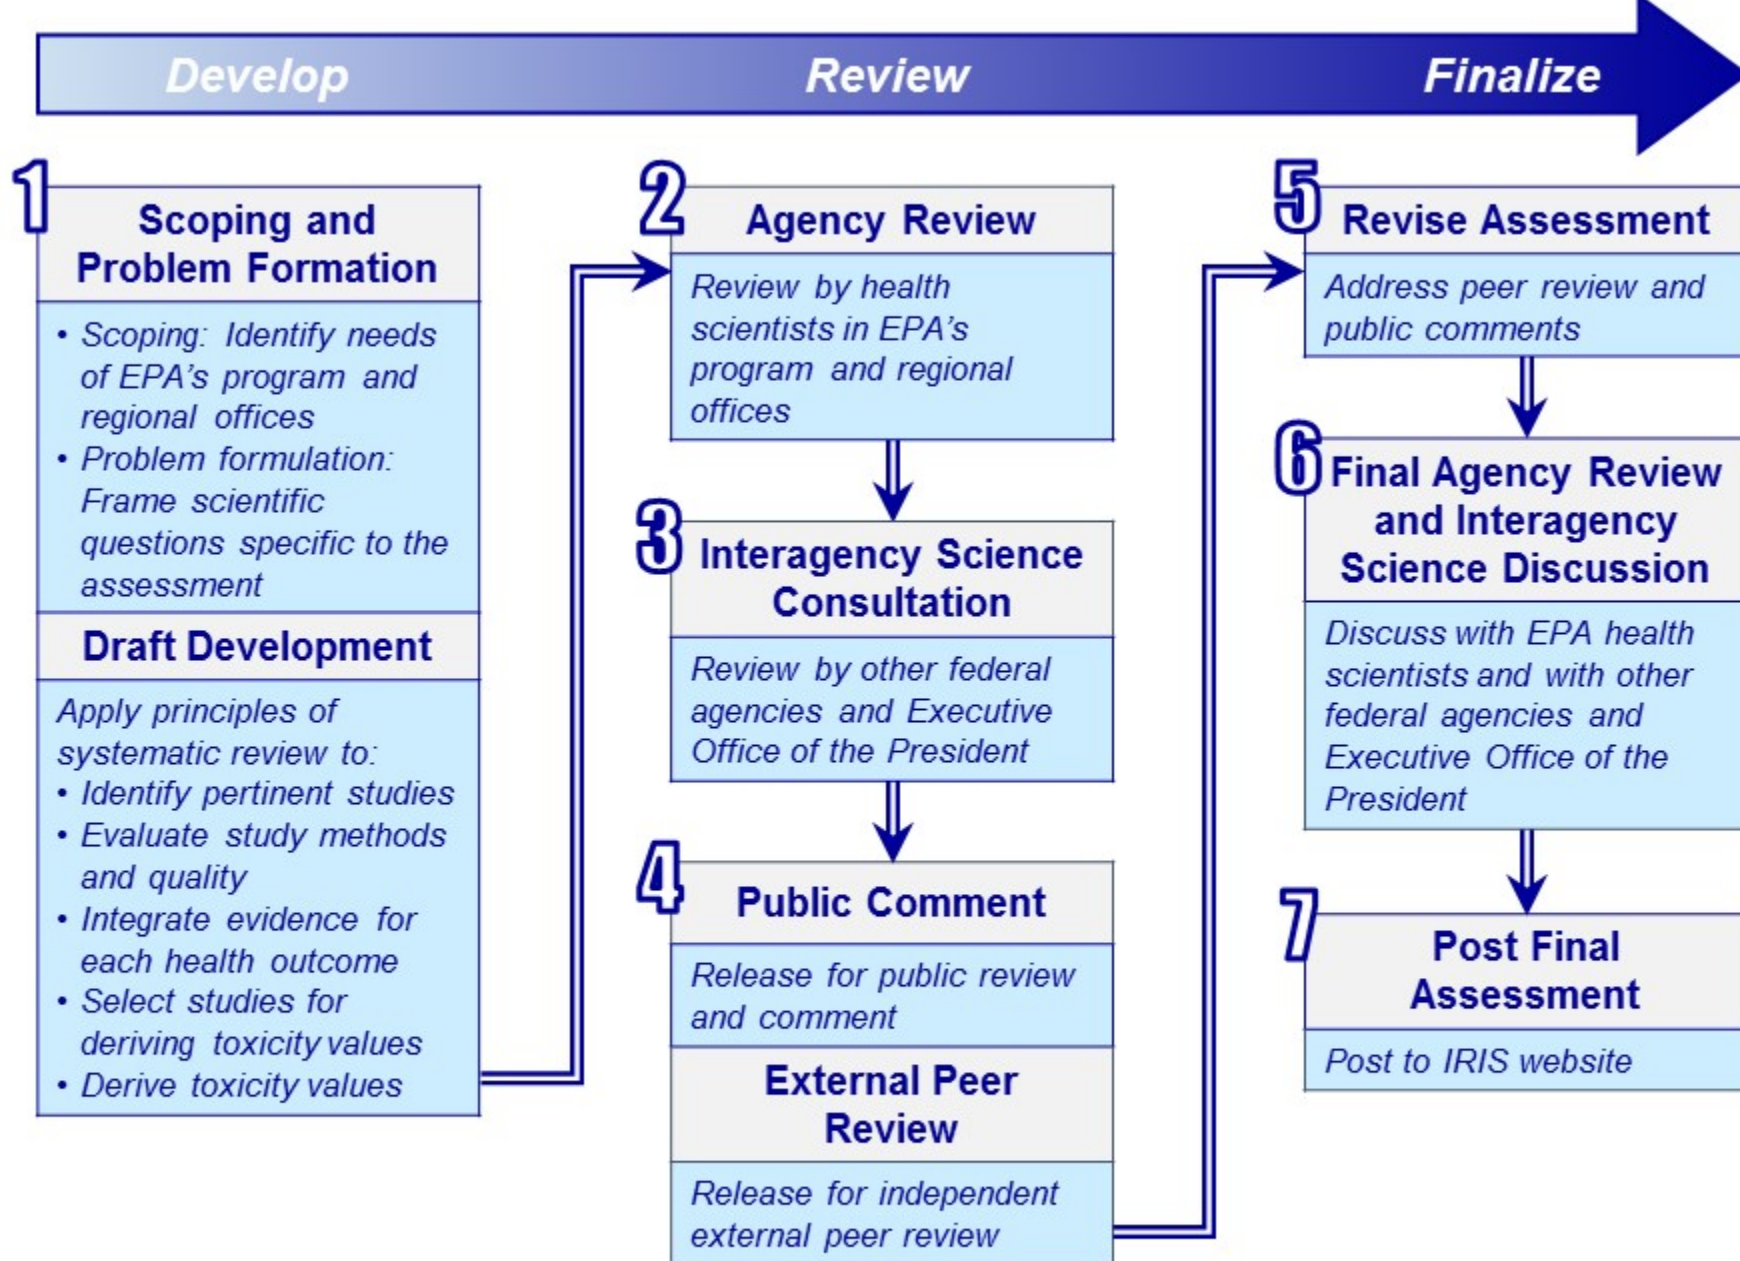 Develop
Review
Finalize
1
Scoping and
Problem Formation
• Scoping: Identify needs
of EPA's program and
regional offices
• Problem formulation:
Frame scientific
questions specific to the
assessment
Draft Development
Apply principles of
systematic review to:
• Identify pertinent studies
• Evaluate study methods
and quality
• Integrate evidence for
each health outcome
• Select studies for
deriving toxicity values
• Derive toxicity values
2
Agency Review
Review by health
scientists in EPA's
program and regional
offices
3
Interagency Science
Consultation
Review by other federal
agencies and Executive
Office of the President
4
Public Comment
Release for public review
and comment
External Peer
Review
Release for independent
external peer review
5
Revise Assessment
Address peer review and
public comments
6
Final Agency Review
and Interagency
Science Discussion
Discuss with EPA health
scientists and with other
federal agencies and
Executive Office of the
President
7
Post Final
Assessment
Post to IRIS website